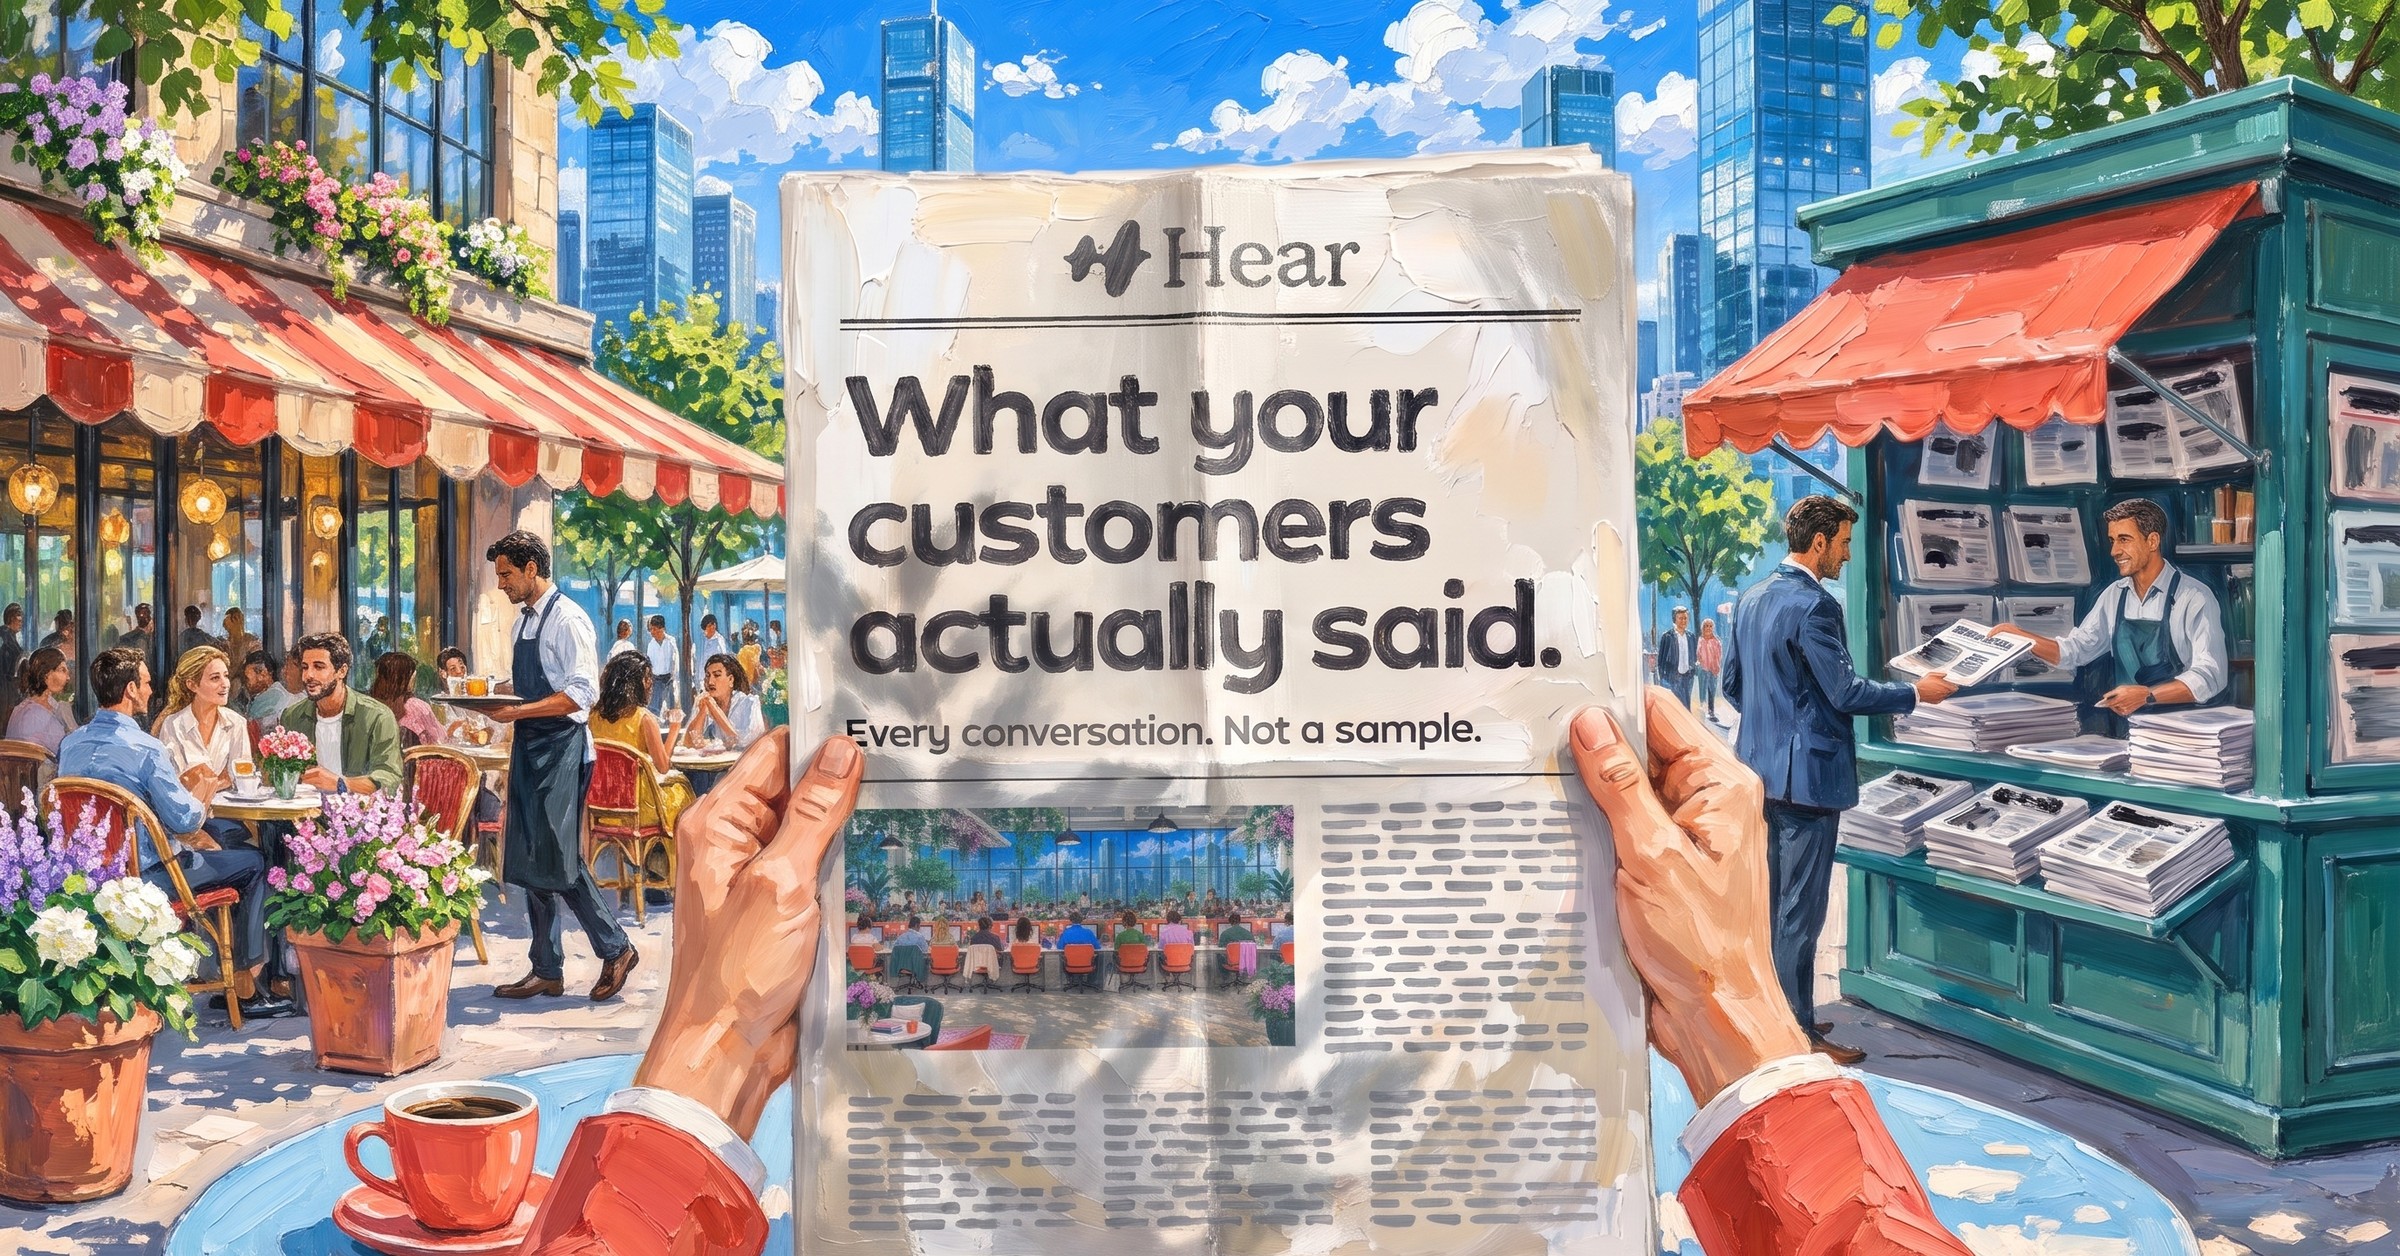 Hear
What your
customers
actually said.
Every conversation. Not a sample.